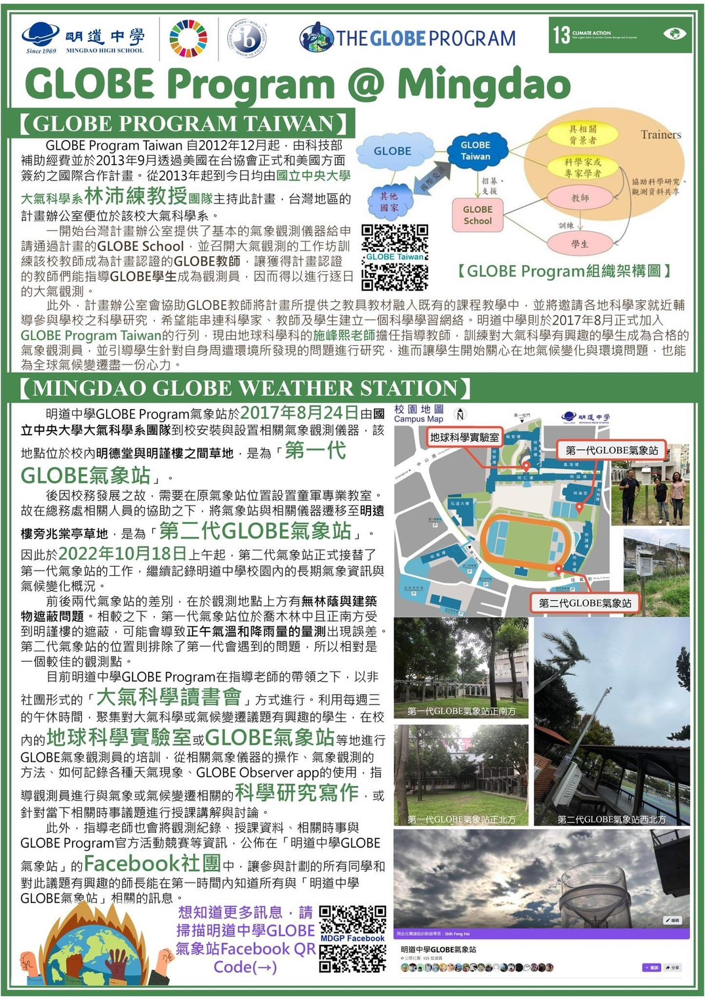 明道中學
Since 1969 MINGDAO HIGH SCHOOL
THE GLOBE PROGRAM
13 CLIMATE ACTION
GLOBE Program @ Mingdao
【GLOBE PROGRAM TAIWAN】
GLOBE Program Taiwan 自2012年12月起，由科技部
補助經費並於2013年9月透過美國在台協會正式和美國方面
簽約之國際合作計畫。從2013年起到今日均由國立中央大學
大氣科學系林沛練教授團隊主持此計畫，台灣地區的
計畫辦公室便位於該校大氣科學系。
一開始台灣計畫辦公室提供了基本的氣象觀測儀器給申
請通過計畫的GLOBE School，並召開大氣觀測的工作坊訓
練該校教師成為計畫認證的GLOBE教師，讓獲得計畫認證
的教師們能指導GLOBE學生成為觀測員，因而得以進行逐日
的大氣觀測。
GLOBE
GLOBE
Taiwan
其他
國家
國際交流
招募、
支援
GLOBE
School
具相關
背景者
科學家或
專家學者
教師
訓練
學生
Trainers
協助科學研究、
觀測資料共享
GLOBE Taiwan
【GLOBE Program組織架構圖】
此外，計畫辦公室會協助GLOBE教師將計畫所提供之教具教材融入既有的課程教學中，並將邀請各地科學家就近輔
導參與學校之科學研究，希望能串連科學家、教師及學生建立一個科學學習網絡。明道中學則於2017年8月正式加入
GLOBE Program Taiwan的行列，現由地球科學科的施峰熙老師擔任指導教師，訓練對大氣科學有興趣的學生成為合格的
氣象觀測員，並引導學生針對自身周遭環境所發現的問題進行研究，進而讓學生開始關心在地氣候變化與環境問題，也能
為全球氣候變遷盡一份心力。
【MINGDAO GLOBE WEATHER STATION】
明道中學GLOBE Program氣象站於2017年8月24日由國
立中央大學大氣科學系團隊到校安裝與設置相關氣象觀測儀器，該
地點位於校內明德堂與明謹樓之間草地，是為「第一代
GLOBE氣象站」。
後因校務發展之故，需要在原氣象站位置設置童軍專業教室。
故在總務處相關人員的協助之下，將氣象站與相關儀器遷移至明遠
樓旁兆棠亭草地，是為「第二代GLOBE氣象站」。
因此於2022年10月18日上午起，第二代氣象站正式接替了
第一代氣象站的工作，繼續記錄明道中學校園內的長期氣象資訊與
氣候變化概況。
前後兩代氣象站的差別，在於觀測地點上方有無林蔭與建築
物遮蔽問題。相較之下，第一代氣象站位於喬木林中且正南方受
到明謹樓的遮蔽，可能會導致正午氣溫和降雨量的量測出現誤差。
第二代氣象站的位置則排除了第一代會遇到的問題，所以相對是
一個較佳的觀測點。
目前明道中學GLOBE Program在指導老師的帶領之下，以非
社團形式的「大氣科學讀書會」方式進行。利用每週三
的午休時間，聚集對大氣科學或氣候變遷議題有興趣的學生，在校
內的地球科學實驗室或GLOBE氣象站等地進行
GLOBE氣象觀測員的培訓，從相關氣象儀器的操作、氣象觀測的
方法、如何記錄各種天氣現象、GLOBE Observer app的使用，指
導觀測員進行與氣象或氣候變遷相關的科學研究寫作，或
針對當下相關時事議題進行授課講解與討論。
此外，指導老師也會將觀測紀錄、授課資料、相關時事與
GLOBE Program官方活動競賽等資訊，公佈在「明道中學GLOBE
氣象站」的Facebook社團中，讓參與計劃的所有同學和
對此議題有興趣的師長能在第一時間內知道所有與「明道中學
GLOBE氣象站」相關的訊息。
想知道更多訊息，請
掃描明道中學GLOBE
氣象站Facebook QR
Code(→)
MDGP Facebook
校園地圖
Campus Map
N
第一校門
明道中學
地球科學實驗室
第一代GLOBE氣象站
中山路
弘道大樓
明仁樓
第二校門
信義街
第二代GLOBE氣象站
第一代GLOBE氣象站正南方
第一代GLOBE氣象站正北方
第二代GLOBE氣象站西北方
編輯
與此社團連結的粉絲專頁：Shih Feng Hsi
明道中學GLOBE氣象站
公開社團 · 135 位成員
+ 邀請
分享